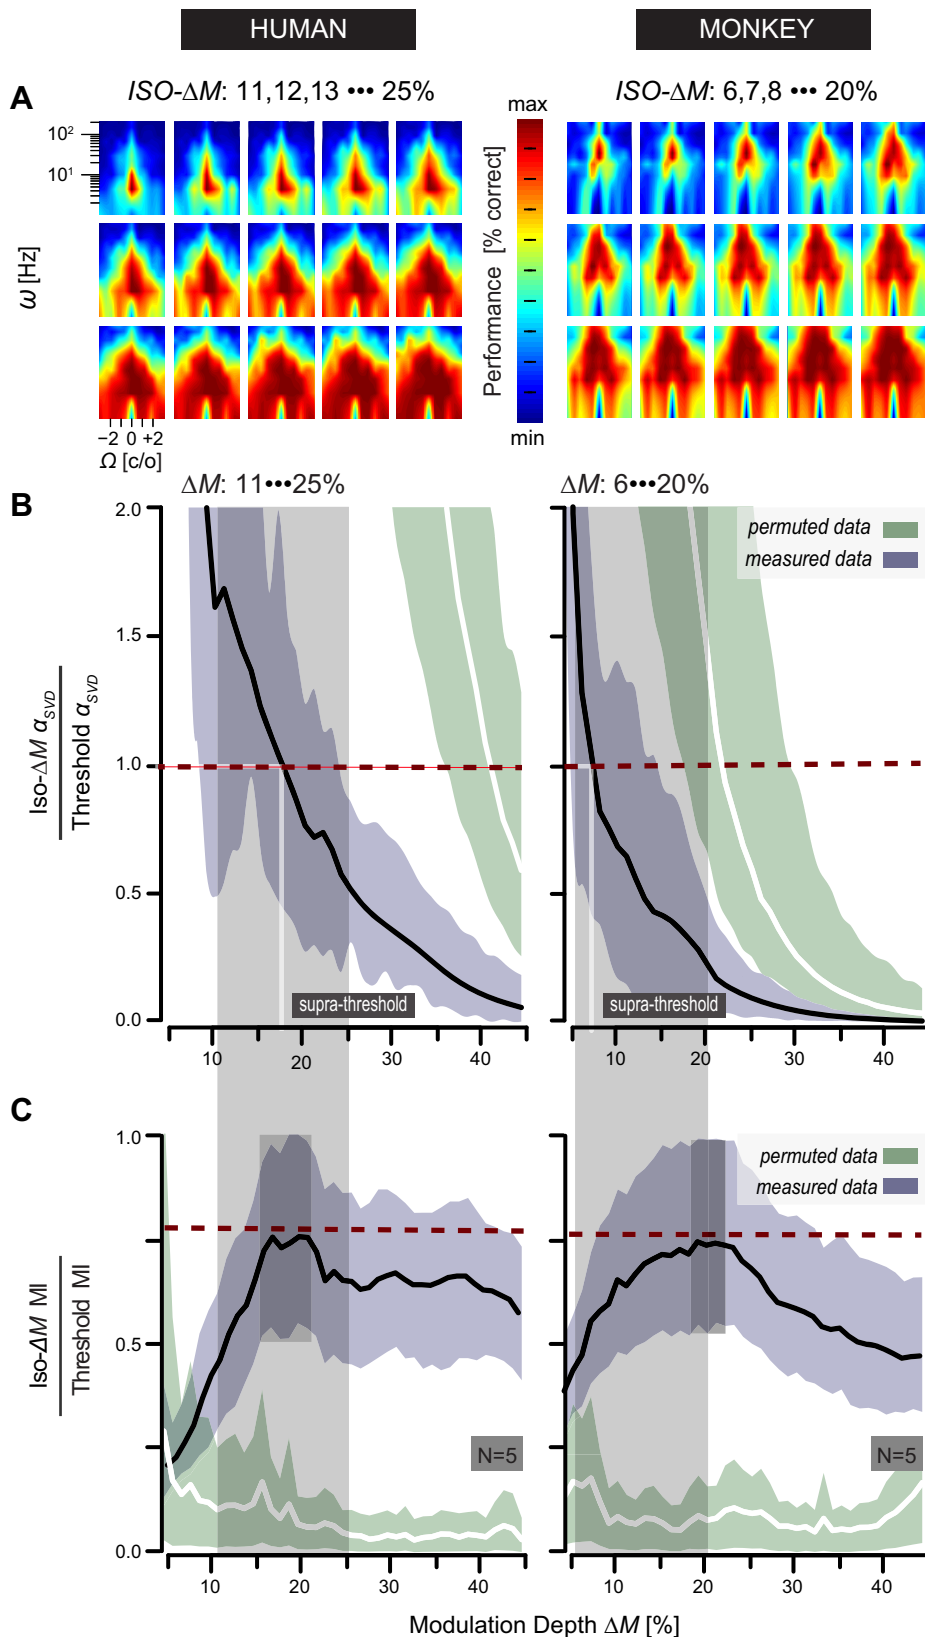 HUMAN
MONKEY
A
ISO-ΔM: 11,12,13 ••• 25%
max
ISO-ΔM: 6,7,8 ••• 20%
10²
10¹
ω [Hz]
Performance [% correct]
min
−2 0 +2
Ω [c/o]
B
ΔM: 11•••25%
ΔM: 6•••20%
2.0
1.5
1.0
0.5
0.0
Iso-ΔM α_SVD
Threshold α_SVD
permuted data
measured data
supra-threshold
supra-threshold
10 20 30 40
10 20 30 40
C
1.0
0.5
0.0
Iso-ΔM MI
Threshold MI
permuted data
measured data
N=5
N=5
10 20 30 40
10 20 30 40
Modulation Depth ΔM [%]